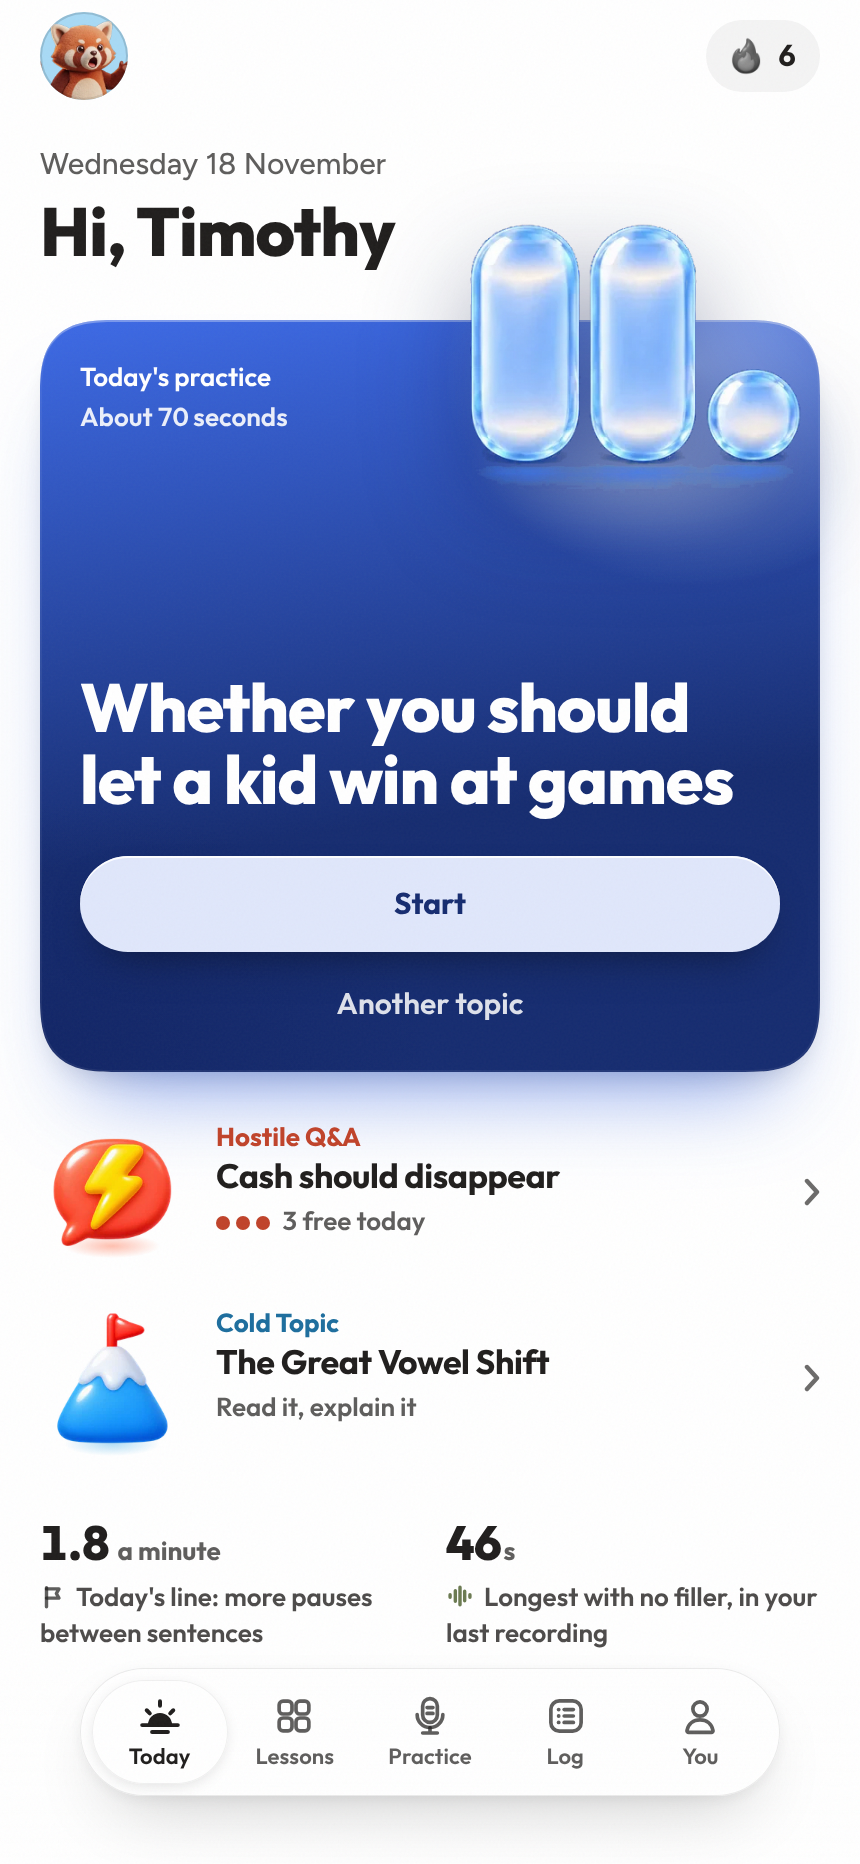 6
Wednesday 18 November
Hi, Timothy
Today's practice
About 70 seconds
Whether you should
let a kid win at games
Start
Another topic
Hostile Q&A
Cash should disappear
3 free today
Cold Topic
The Great Vowel Shift
Read it, explain it
1.8 a minute
Today's line: more pauses
between sentences
46s
Longest with no filler, in your
last recording
Today
Lessons
Practice
Log
You